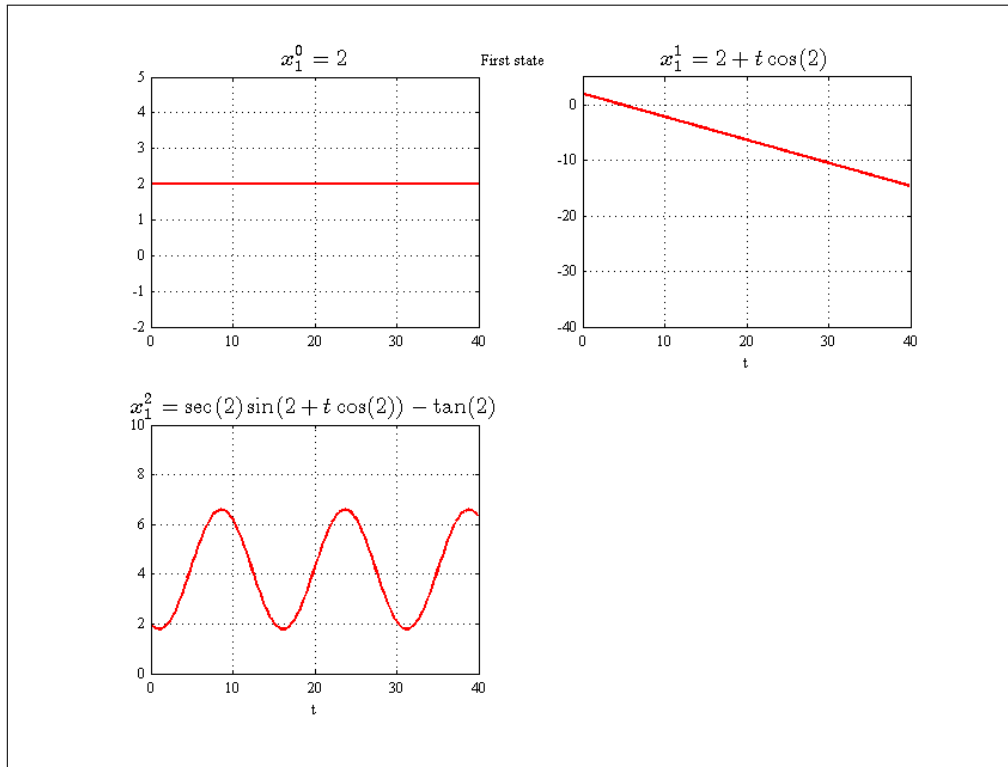 x_1^0 = 2
First state
x_1^1 = 2 + t cos(2)
5
4
3
2
1
0
-1
-2
0 10 20 30 40
0
-10
-20
-30
-40
0 10 20 30 40
t
x_1^2 = sec(2) sin(2 + t cos(2)) − tan(2)
10
8
6
4
2
0
0 10 20 30 40
t